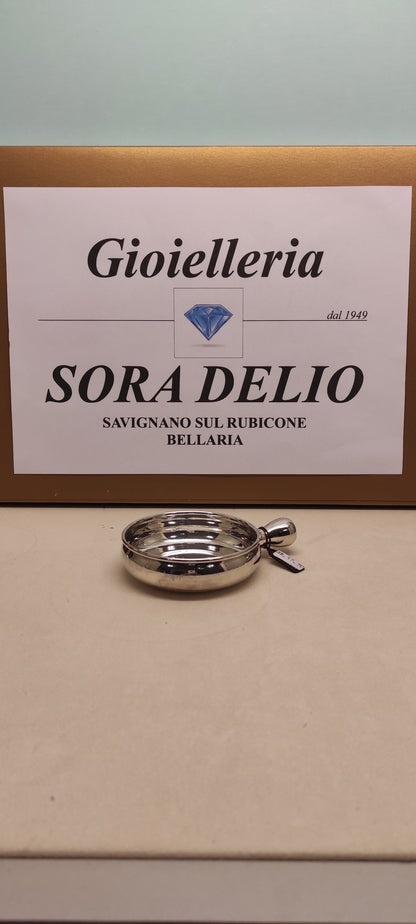 Gioielleria
dal 1949
SORA DELIO
SAVIGNANO SUL RUBICONE
BELLARIA